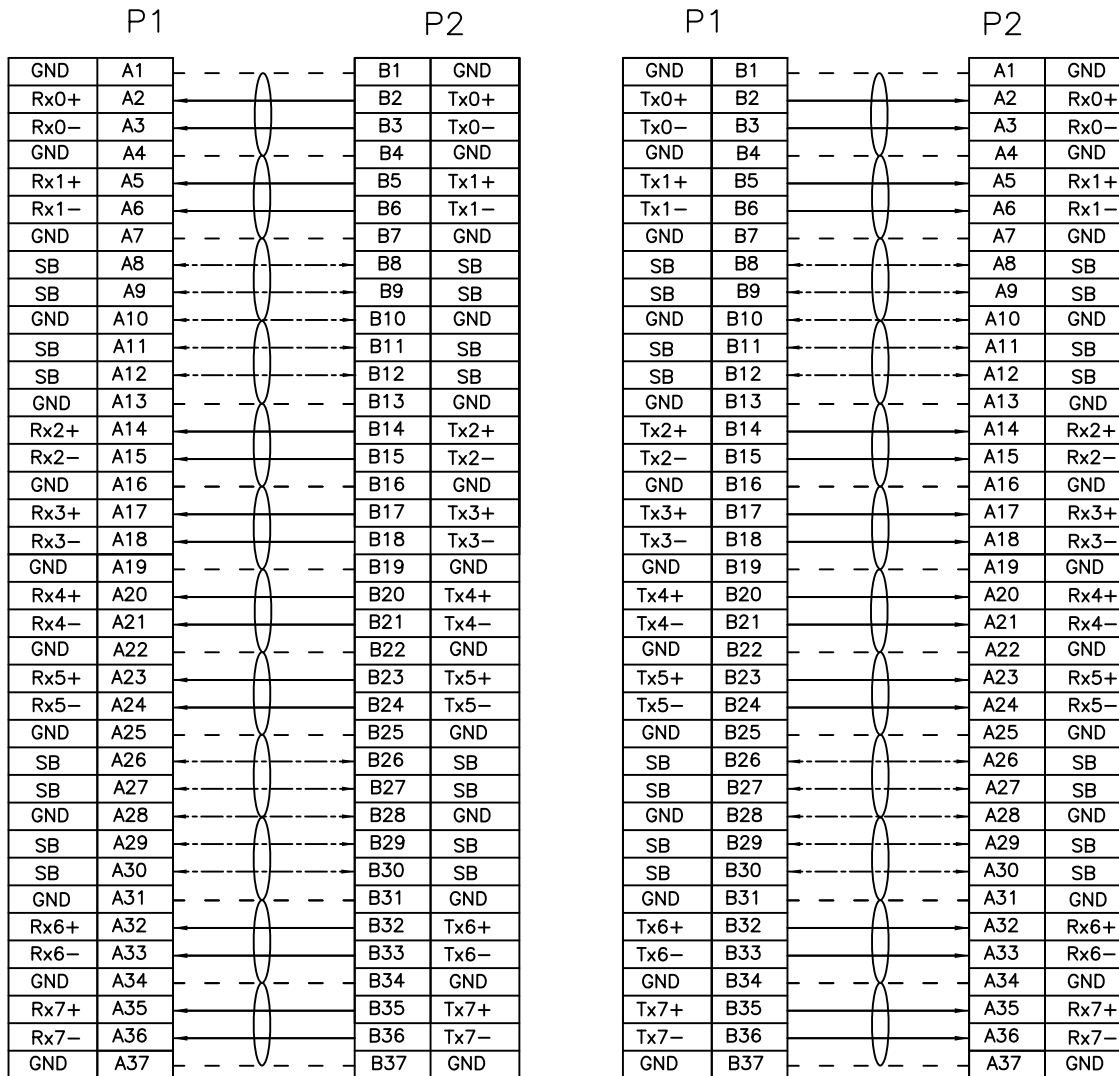 P1 P2 P1 P2
GND A1 B1 GND GND B1 A1 GND
Rx0+ A2 B2 Tx0+ Tx0+ B2 A2 Rx0+
Rx0- A3 B3 Tx0- Tx0- B3 A3 Rx0-
GND A4 B4 GND GND B4 A4 GND
Rx1+ A5 B5 Tx1+ Tx1+ B5 A5 Rx1+
Rx1- A6 B6 Tx1- Tx1- B6 A6 Rx1-
GND A7 B7 GND GND B7 A7 GND
SB A8 B8 SB SB B8 A8 SB
SB A9 B9 SB SB B9 A9 SB
GND A10 B10 GND GND B10 A10 GND
SB A11 B11 SB SB B11 A11 SB
SB A12 B12 SB SB B12 A12 SB
GND A13 B13 GND GND B13 A13 GND
Rx2+ A14 B14 Tx2+ Tx2+ B14 A14 Rx2+
Rx2- A15 B15 Tx2- Tx2- B15 A15 Rx2-
GND A16 B16 GND GND B16 A16 GND
Rx3+ A17 B17 Tx3+ Tx3+ B17 A17 Rx3+
Rx3- A18 B18 Tx3- Tx3- B18 A18 Rx3-
GND A19 B19 GND GND B19 A19 GND
Rx4+ A20 B20 Tx4+ Tx4+ B20 A20 Rx4+
Rx4- A21 B21 Tx4- Tx4- B21 A21 Rx4-
GND A22 B22 GND GND B22 A22 GND
Rx5+ A23 B23 Tx5+ Tx5+ B23 A23 Rx5+
Rx5- A24 B24 Tx5- Tx5- B24 A24 Rx5-
GND A25 B25 GND GND B25 A25 GND
SB A26 B26 SB SB B26 A26 SB
SB A27 B27 SB SB B27 A27 SB
GND A28 B28 GND GND B28 A28 GND
SB A29 B29 SB SB B29 A29 SB
SB A30 B30 SB SB B30 A30 SB
GND A31 B31 GND GND B31 A31 GND
Rx6+ A32 B32 Tx6+ Tx6+ B32 A32 Rx6+
Rx6- A33 B33 Tx6- Tx6- B33 A33 Rx6-
GND A34 B34 GND GND B34 A34 GND
Rx7+ A35 B35 Tx7+ Tx7+ B35 A35 Rx7+
Rx7- A36 B36 Tx7- Tx7- B36 A36 Rx7-
GND A37 B37 GND GND B37 A37 GND